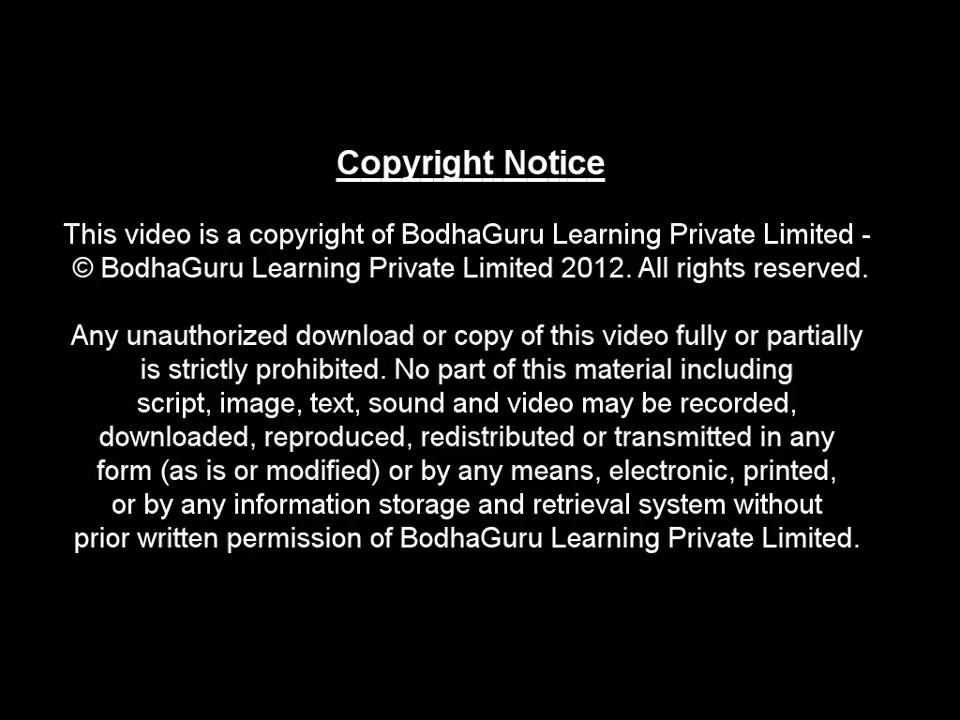 Copyright Notice
This video is a copyright of BodhaGuru Learning Private Limited -
© BodhaGuru Learning Private Limited 2012. All rights reserved.
Any unauthorized download or copy of this video fully or partially
is strictly prohibited. No part of this material including
script, image, text, sound and video may be recorded,
downloaded, reproduced, redistributed or transmitted in any
form (as is or modified) or by any means, electronic, printed,
or by any information storage and retrieval system without
prior written permission of BodhaGuru Learning Private Limited.